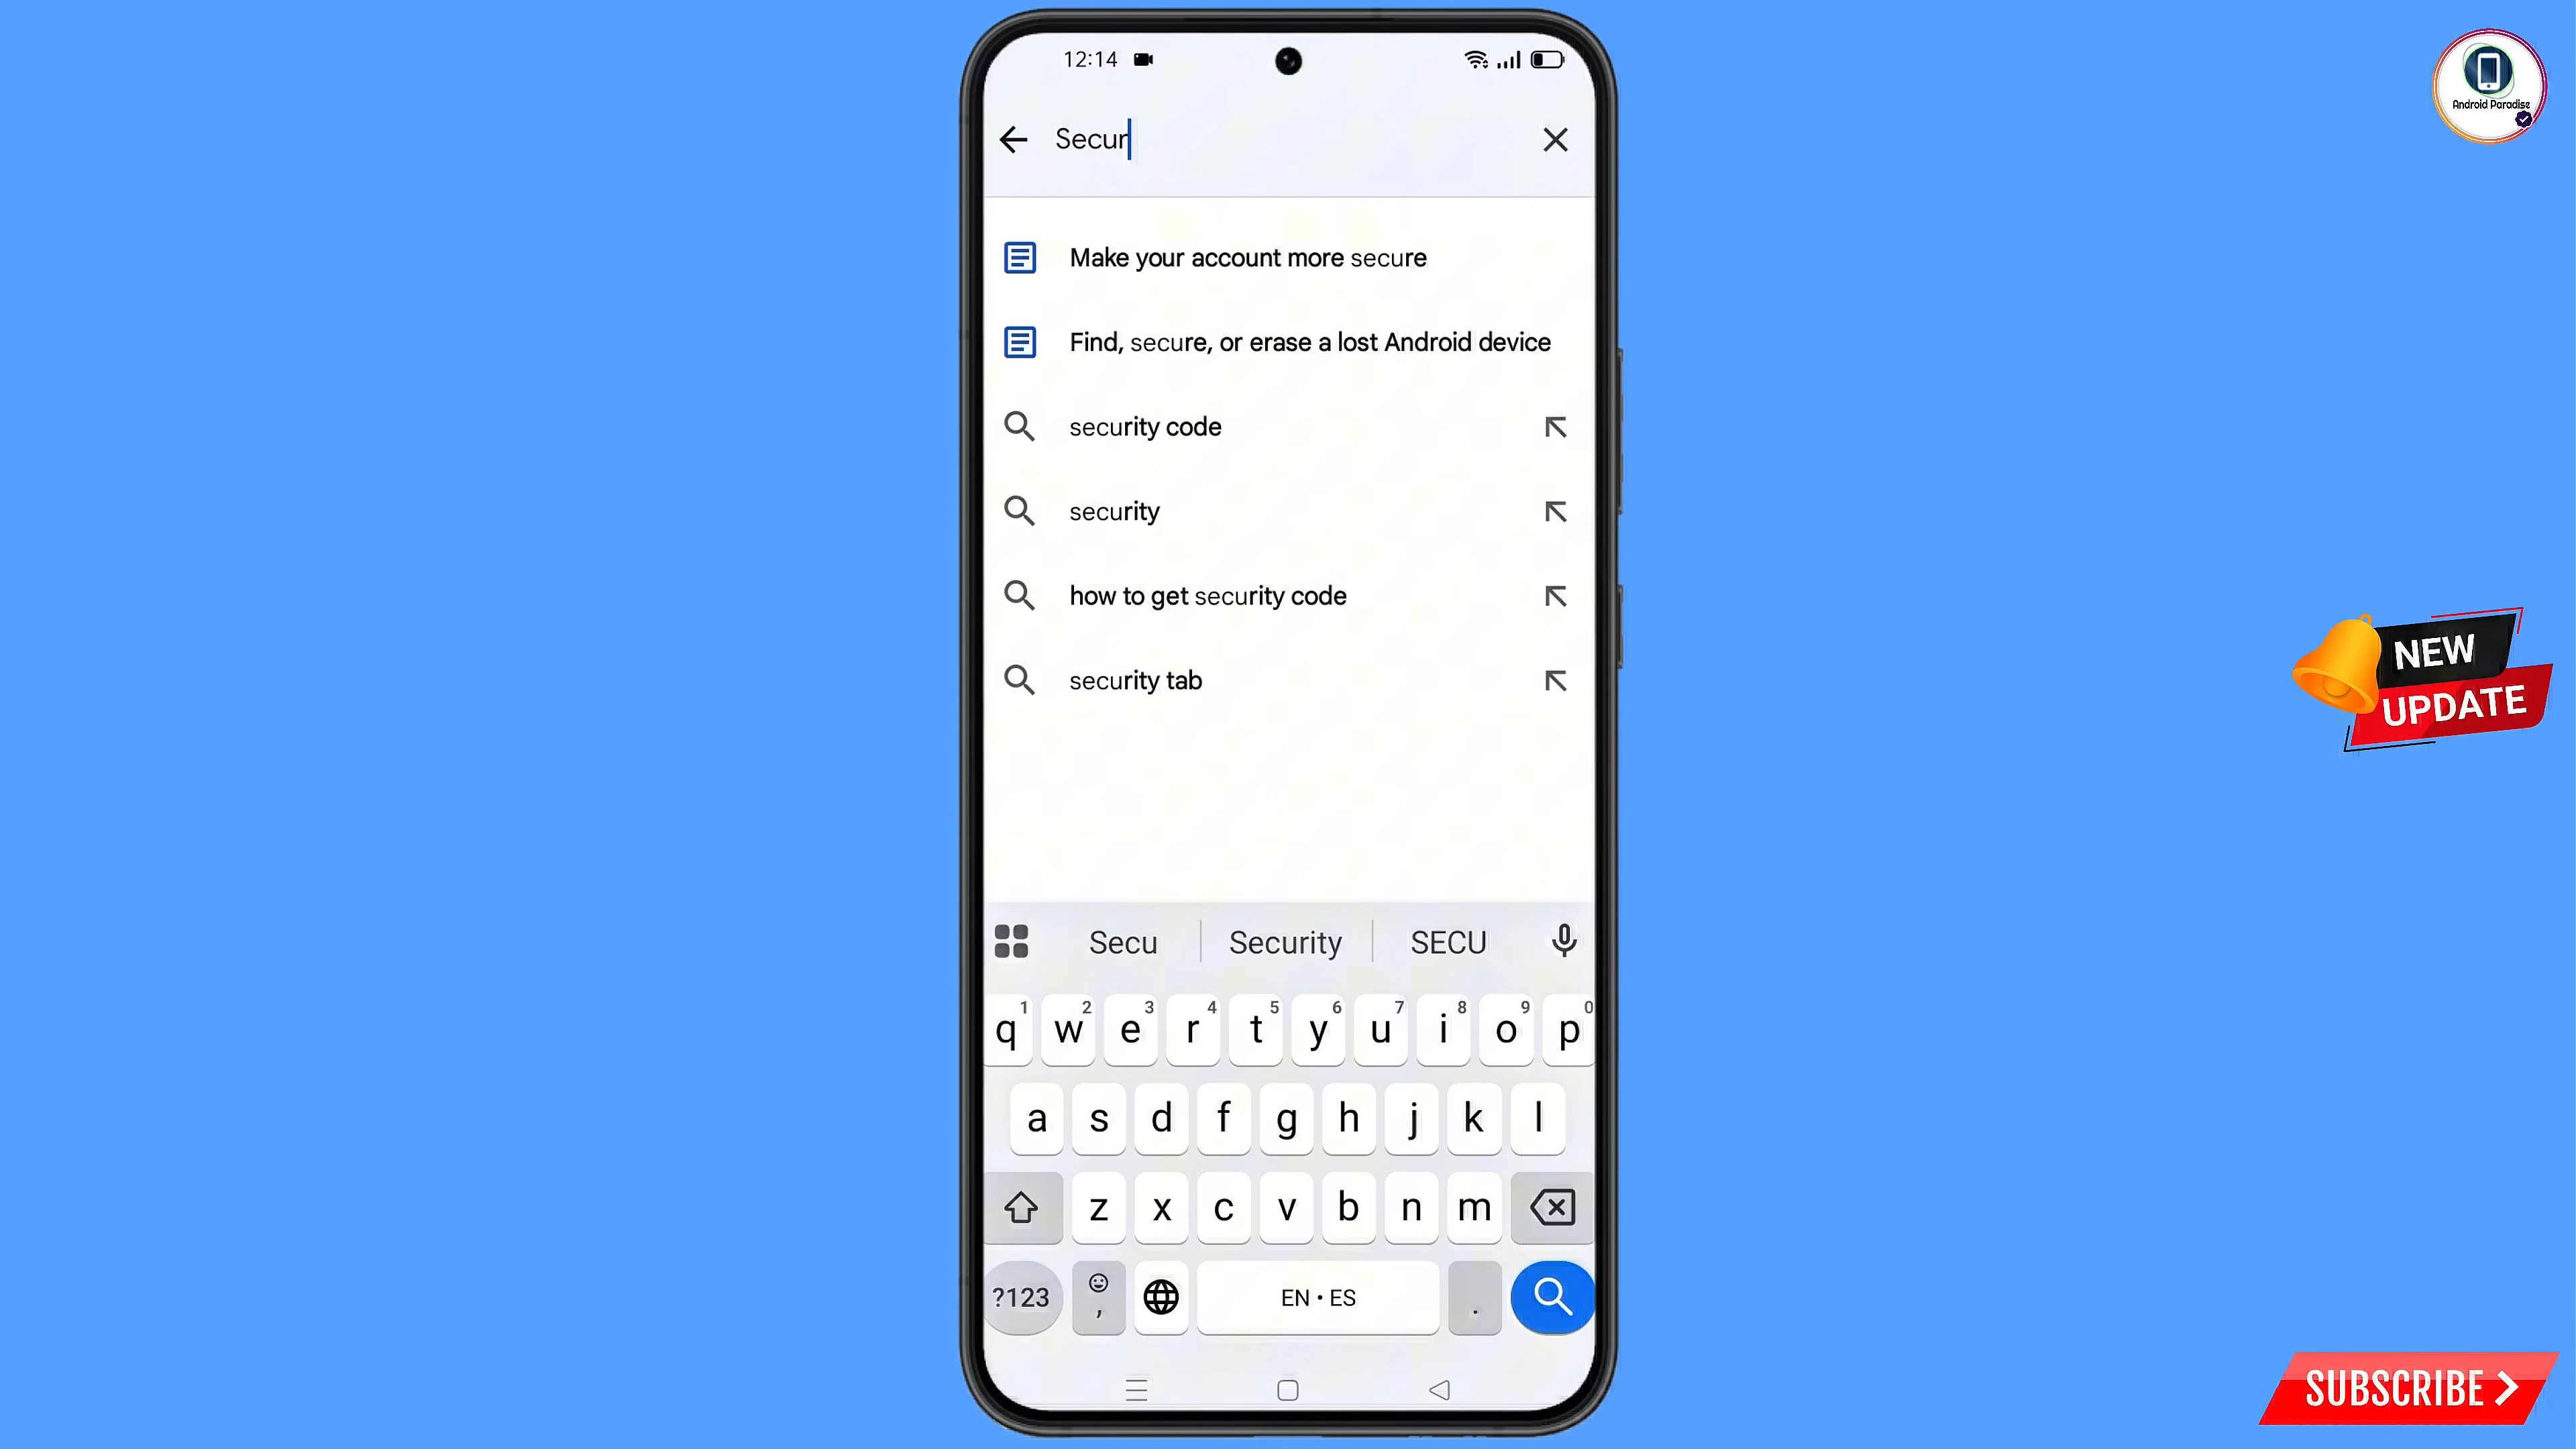 12:14
Android Paradise
Secur
Make your account more secure
Find, secure, or erase a lost Android device
security code
security
how to get security code
security tab
NEW
UPDATE
Secu Security SECU
1 2 3 4 5 6 7 8 9 0
q w e r t y u i o p
a s d f g h j k l
z x c v b n m
?123 , EN • ES .
SUBSCRIBE